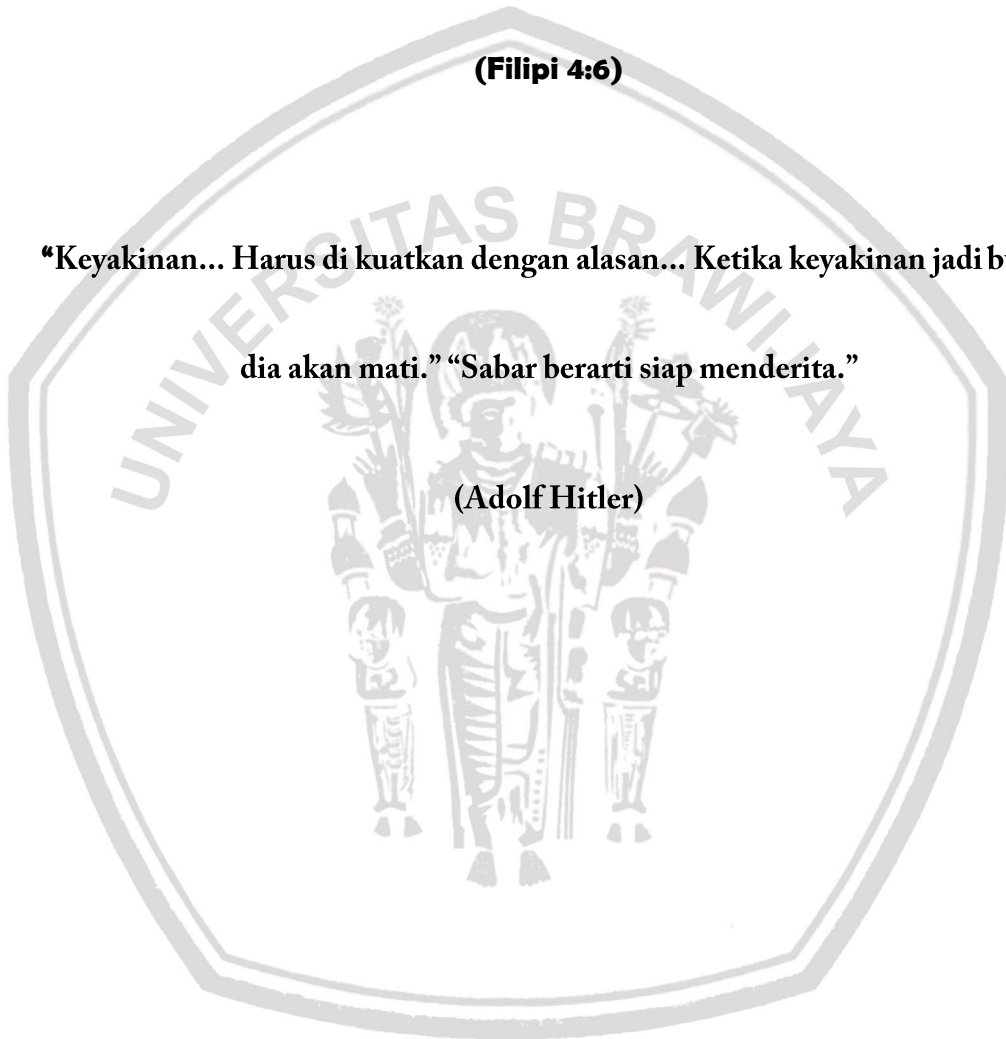 (Filipi 4:6)
UNIVERSITAS BRAWIJAYA
“Keyakinan... Harus di kuatkan dengan alasan... Ketika keyakinan jadi
dia akan mati.” “Sabar berarti siap menderita.”
(Adolf Hitler)